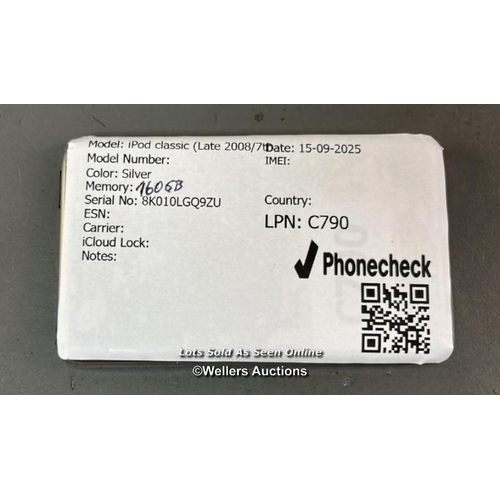 Model: iPod classic (Late 2008/7th Date: 15-09-2025
Model Number: IMEI:
Color: Silver
Memory: 160GB
Serial No: 8K010LGQ9ZU Country:
ESN: LPN: C790
Carrier:
iCloud Lock:
Notes:
Phonecheck
Lots Sold As Seen Online
©Wellers Auctions